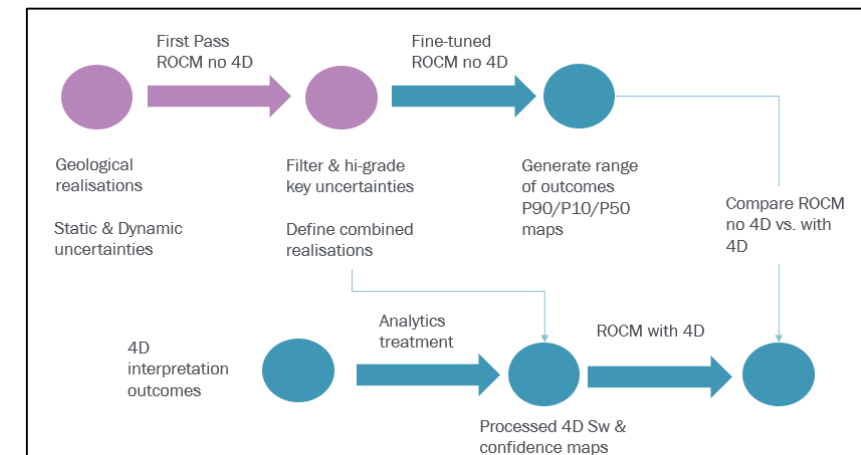 First Pass
ROCM no 4D
Fine-tuned
ROCM no 4D
Geological
realisations
Static & Dynamic
uncertainties
Filter & hi-grade
key uncertainties
Define combined
realisations
Generate range
of outcomes
P90/P10/P50
maps
Compare ROCM
no 4D vs. with
4D
4D
interpretation
outcomes
Analytics
treatment
ROCM with 4D
Processed 4D Sw &
confidence maps